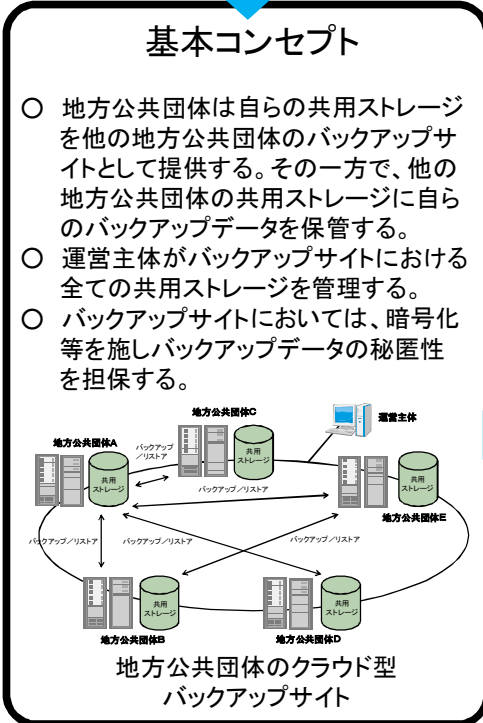 基本コンセプト
○ 地方公共団体は自らの共用ストレージ
を他の地方公共団体のバックアップサ
イトとして提供する。その一方で、他の
地方公共団体の共用ストレージに自ら
のバックアップデータを保管する。
○ 運営主体がバックアップサイトにおける
全ての共用ストレージを管理する。
○ バックアップサイトにおいては、暗号化
等を施しバックアップデータの秘匿性
を担保する。
地方公共団体C
運営主体
地方公共団体A
バックアップ
／リストア
共用
ストレージ
共用
ストレージ
共用
ストレージ
バックアップ／リストア
地方公共団体E
バックアップ／リストア
バックアップ／リストア
バックアップ／リストア
共用
ストレージ
共用
ストレージ
地方公共団体B
地方公共団体D
地方公共団体のクラウド型
バックアップサイト